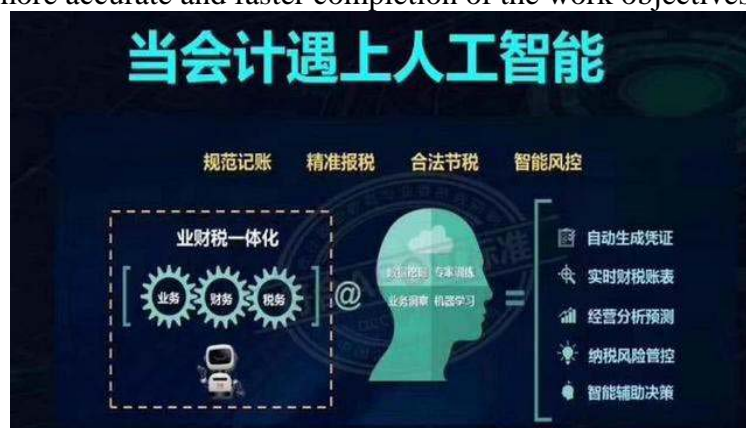 more accurate and faster completion of the work objectives
当会计遇上人工智能
规范记账 精准报税 合法节税 智能风控
业财税一体化
业务 财务 税务
@
数据挖掘 专家训练
业务洞察 机器学习
=
自动生成凭证
实时财税账表
经营分析预测
纳税风险管控
智能辅助决策